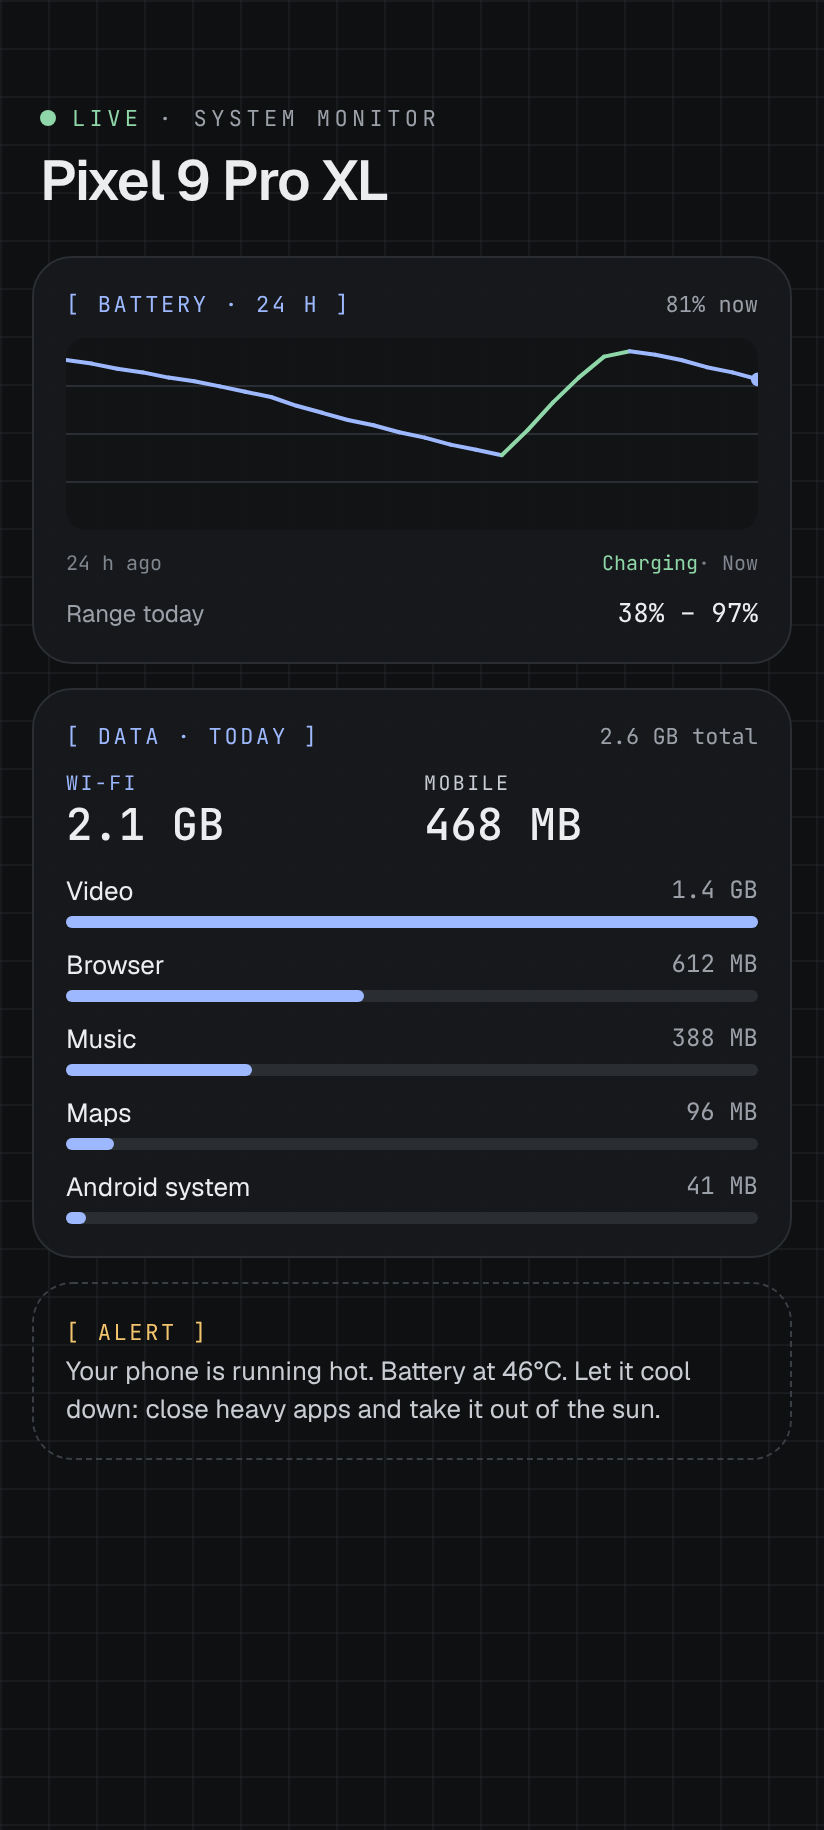 LIVE · SYSTEM MONITOR
Pixel 9 Pro XL
[ BATTERY · 24 H ] 81% now
24 h ago Charging· Now
Range today 38% – 97%
[ DATA · TODAY ] 2.6 GB total
WI-FI MOBILE
2.1 GB 468 MB
Video 1.4 GB
Browser 612 MB
Music 388 MB
Maps 96 MB
Android system 41 MB
[ ALERT ]
Your phone is running hot. Battery at 46°C. Let it cool
down: close heavy apps and take it out of the sun.